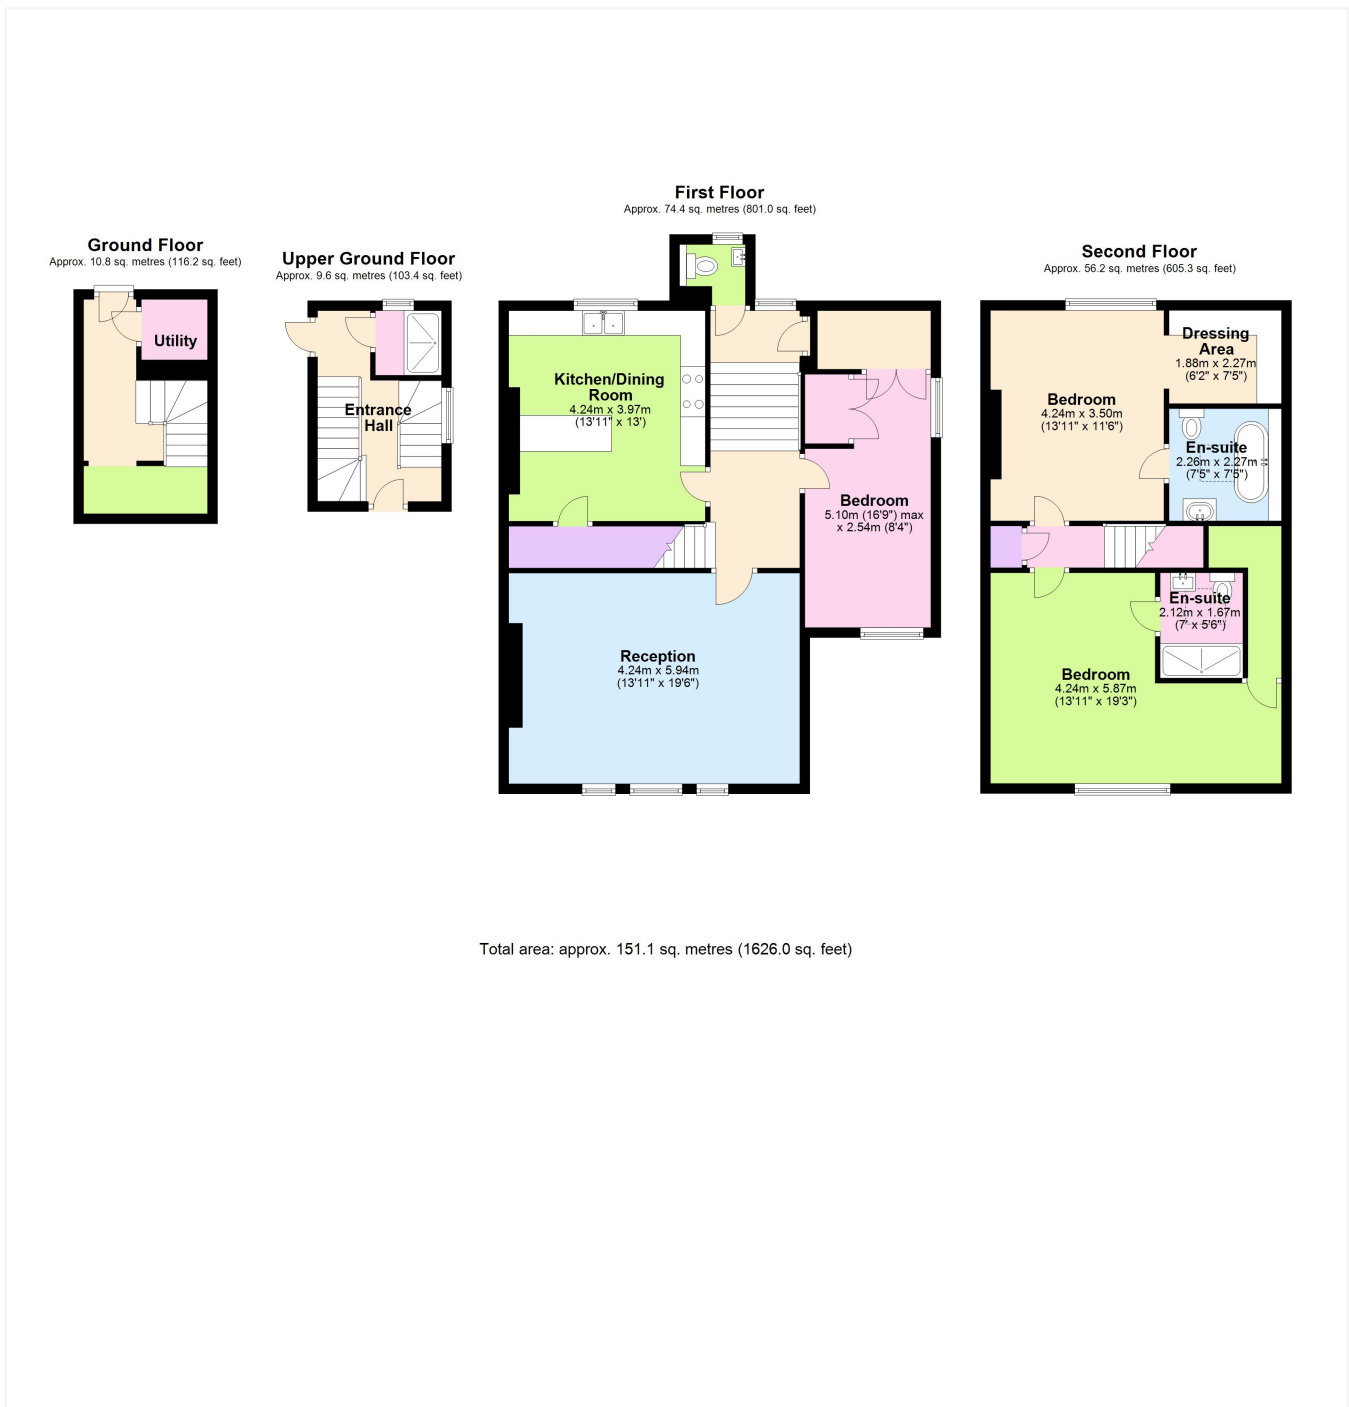 Ground Floor
Approx. 10.8 sq. metres (116.2 sq. feet)
Utility
Upper Ground Floor
Approx. 9.6 sq. metres (103.4 sq. feet)
Entrance
Hall
First Floor
Approx. 74.4 sq. metres (801.0 sq. feet)
Kitchen/Dining
Room
4.24m x 3.97m
(13'11" x 13')
Bedroom
5.10m (16'9") max
x 2.54m (8'4")
Reception
4.24m x 5.94m
(13'11" x 19'6")
Second Floor
Approx. 56.2 sq. metres (605.3 sq. feet)
Dressing
Area
1.88m x 2.27m
(6'2" x 7'5")
Bedroom
4.24m x 3.50m
(13'11" x 11'6")
En-suite
2.26m x 2.27m
(7'5" x 7'5")
En-suite
2.12m x 1.67m
(7' x 5'6")
Bedroom
4.24m x 5.87m
(13'11" x 19'3")
Total area: approx. 151.1 sq. metres (1626.0 sq. feet)